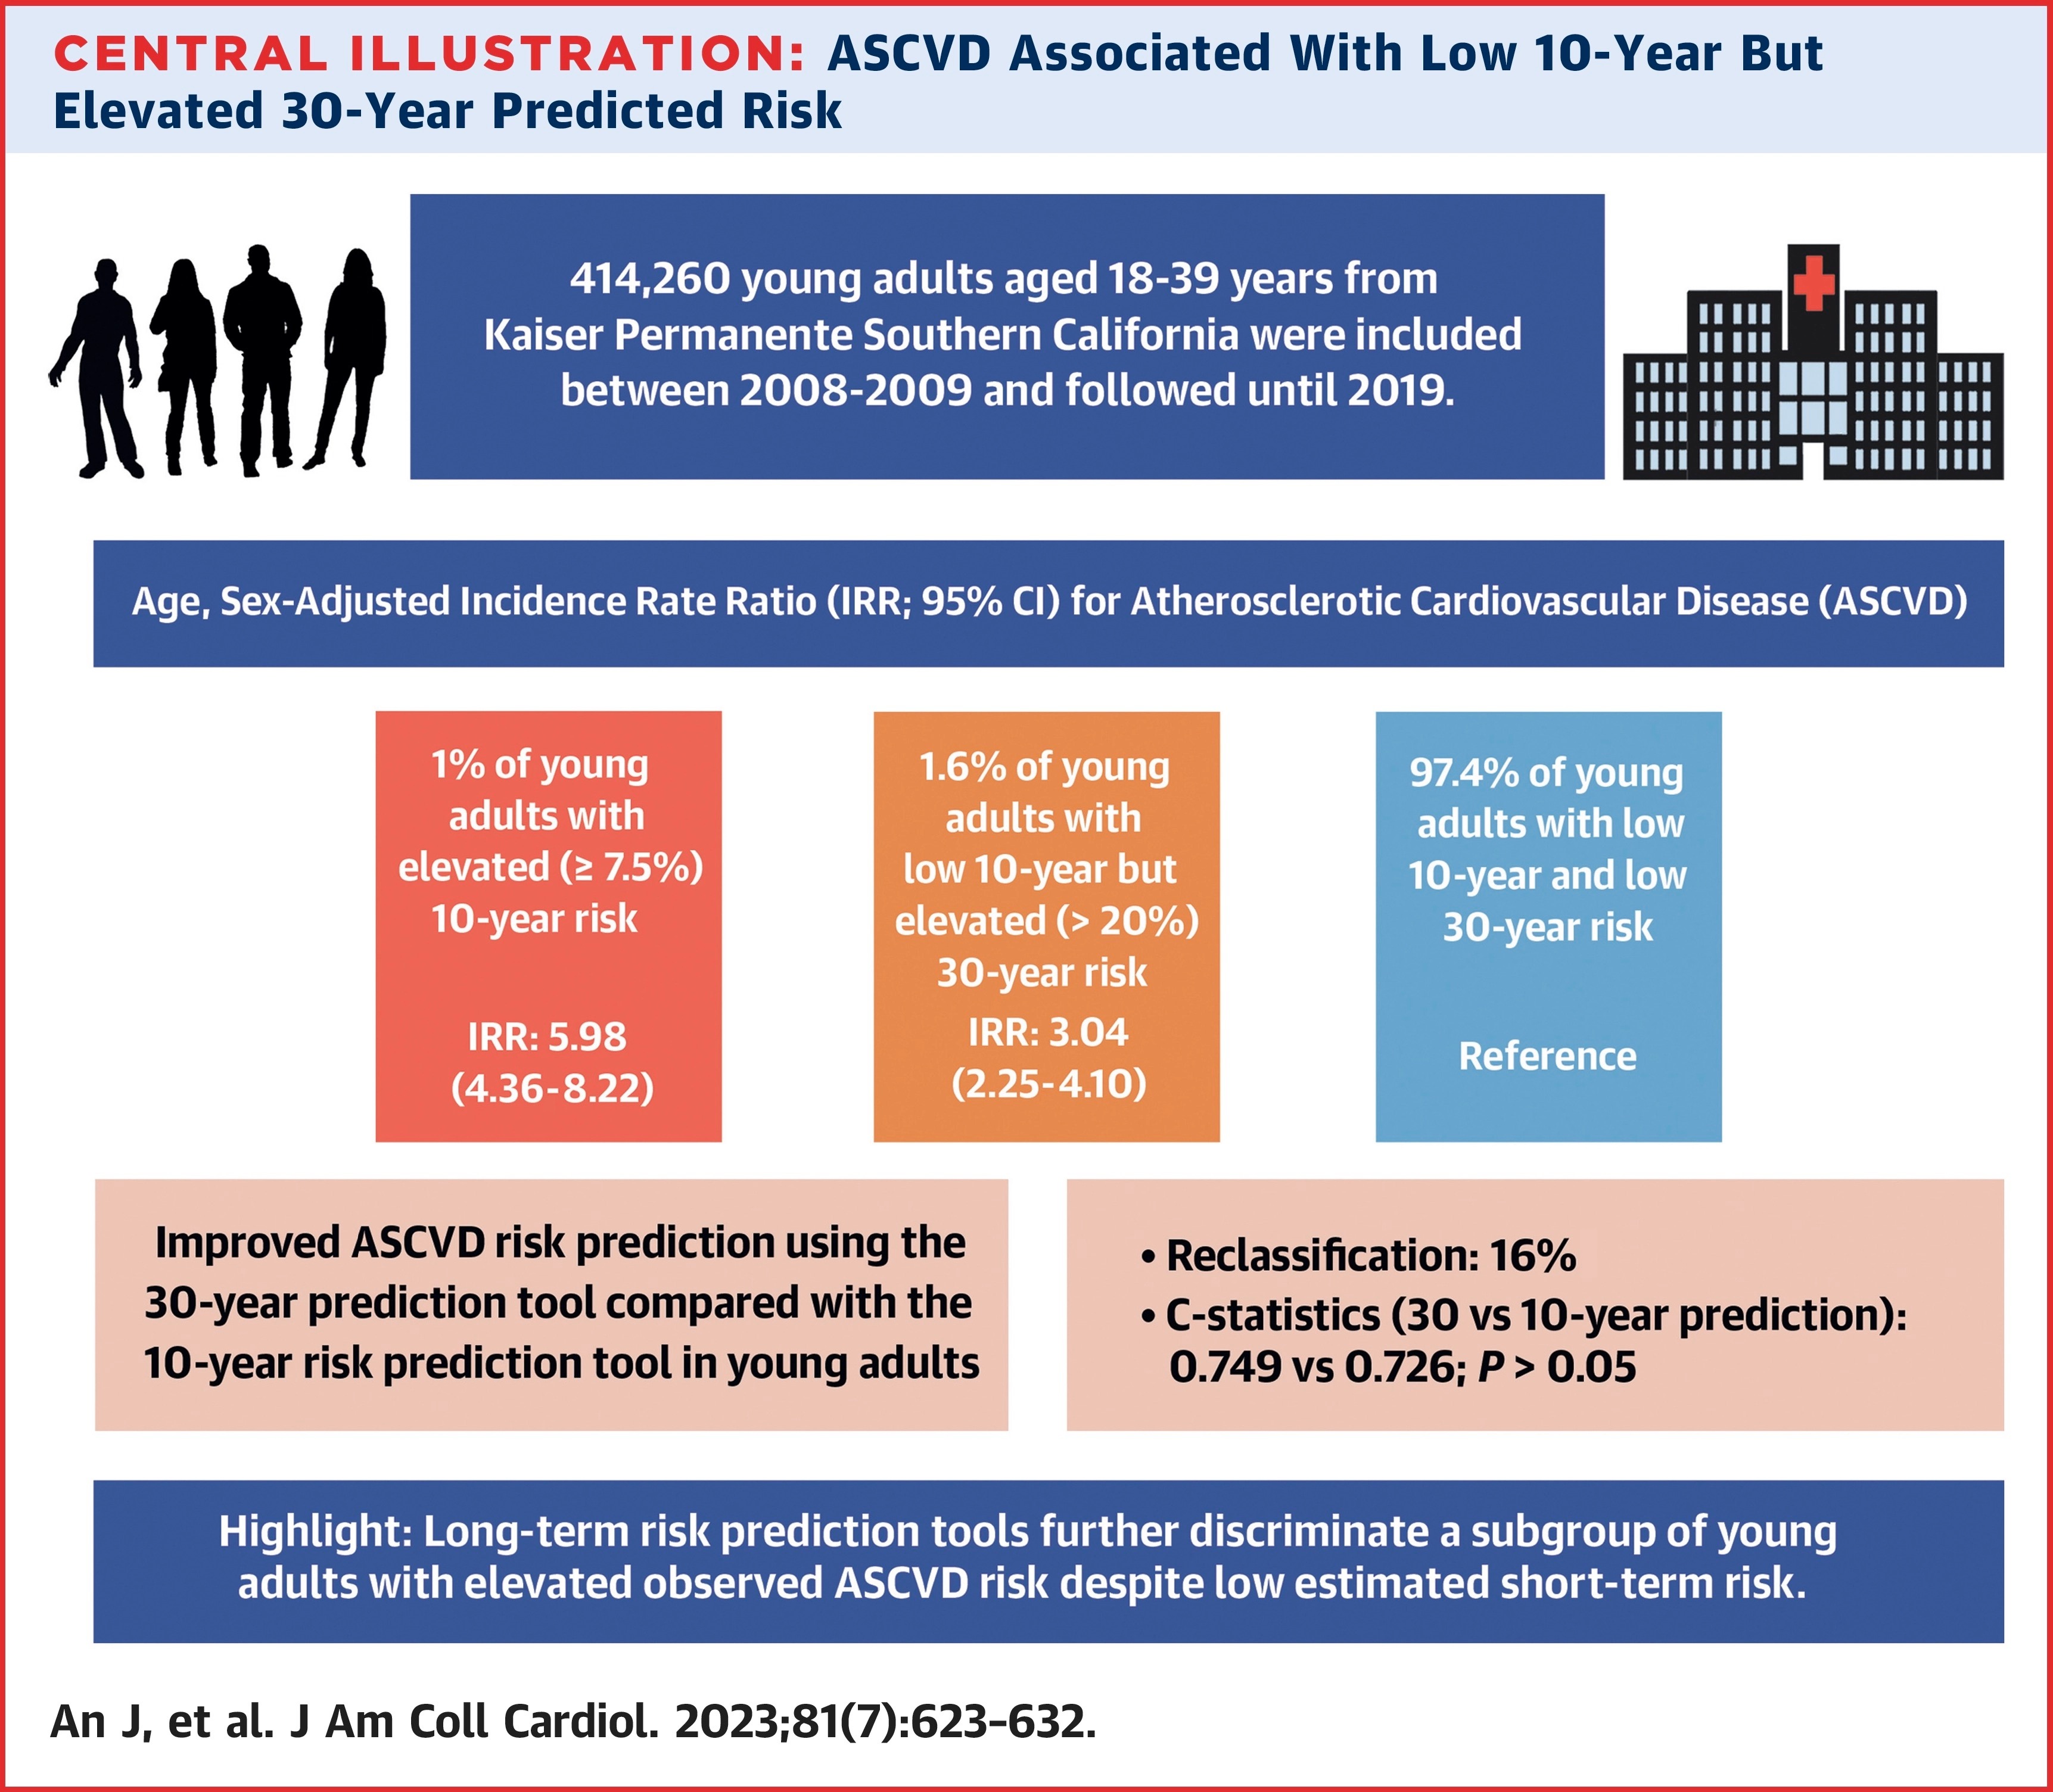 CENTRAL ILLUSTRATION: ASCVD Associated With Low 10-Year But
Elevated 30-Year Predicted Risk
414,260 young adults aged 18-39 years from
Kaiser Permanente Southern California were included
between 2008-2009 and followed until 2019.
Age, Sex-Adjusted Incidence Rate Ratio (IRR; 95% CI) for Atherosclerotic Cardiovascular Disease (ASCVD)
1% of young
adults with
elevated (≥ 7.5%)
10-year risk
IRR: 5.98
(4.36-8.22)
1.6% of young
adults with
low 10-year but
elevated (> 20%)
30-year risk
IRR: 3.04
(2.25-4.10)
97.4% of young
adults with low
10-year and low
30-year risk
Reference
Improved ASCVD risk prediction using the
30-year prediction tool compared with the
10-year risk prediction tool in young adults
• Reclassification: 16%
• C-statistics (30 vs 10-year prediction):
0.749 vs 0.726; P > 0.05
Highlight: Long-term risk prediction tools further discriminate a subgroup of young
adults with elevated observed ASCVD risk despite low estimated short-term risk.
An J, et al. J Am Coll Cardiol. 2023;81(7):623–632.